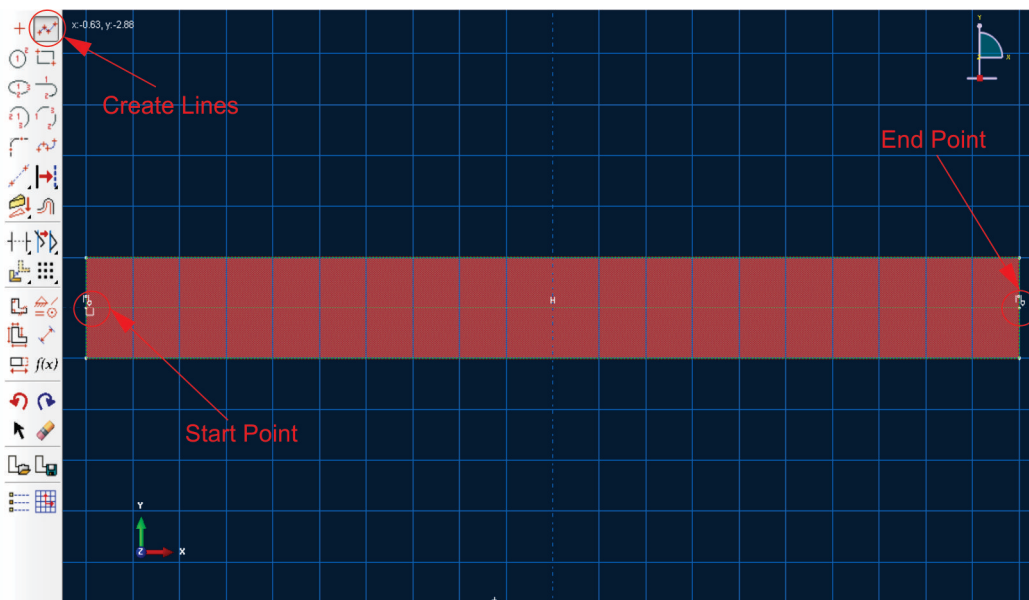 x:-0.63, y:-2.88
Create Lines
End Point
H
Start Point
f(x)
Y
X
Z
Y
X